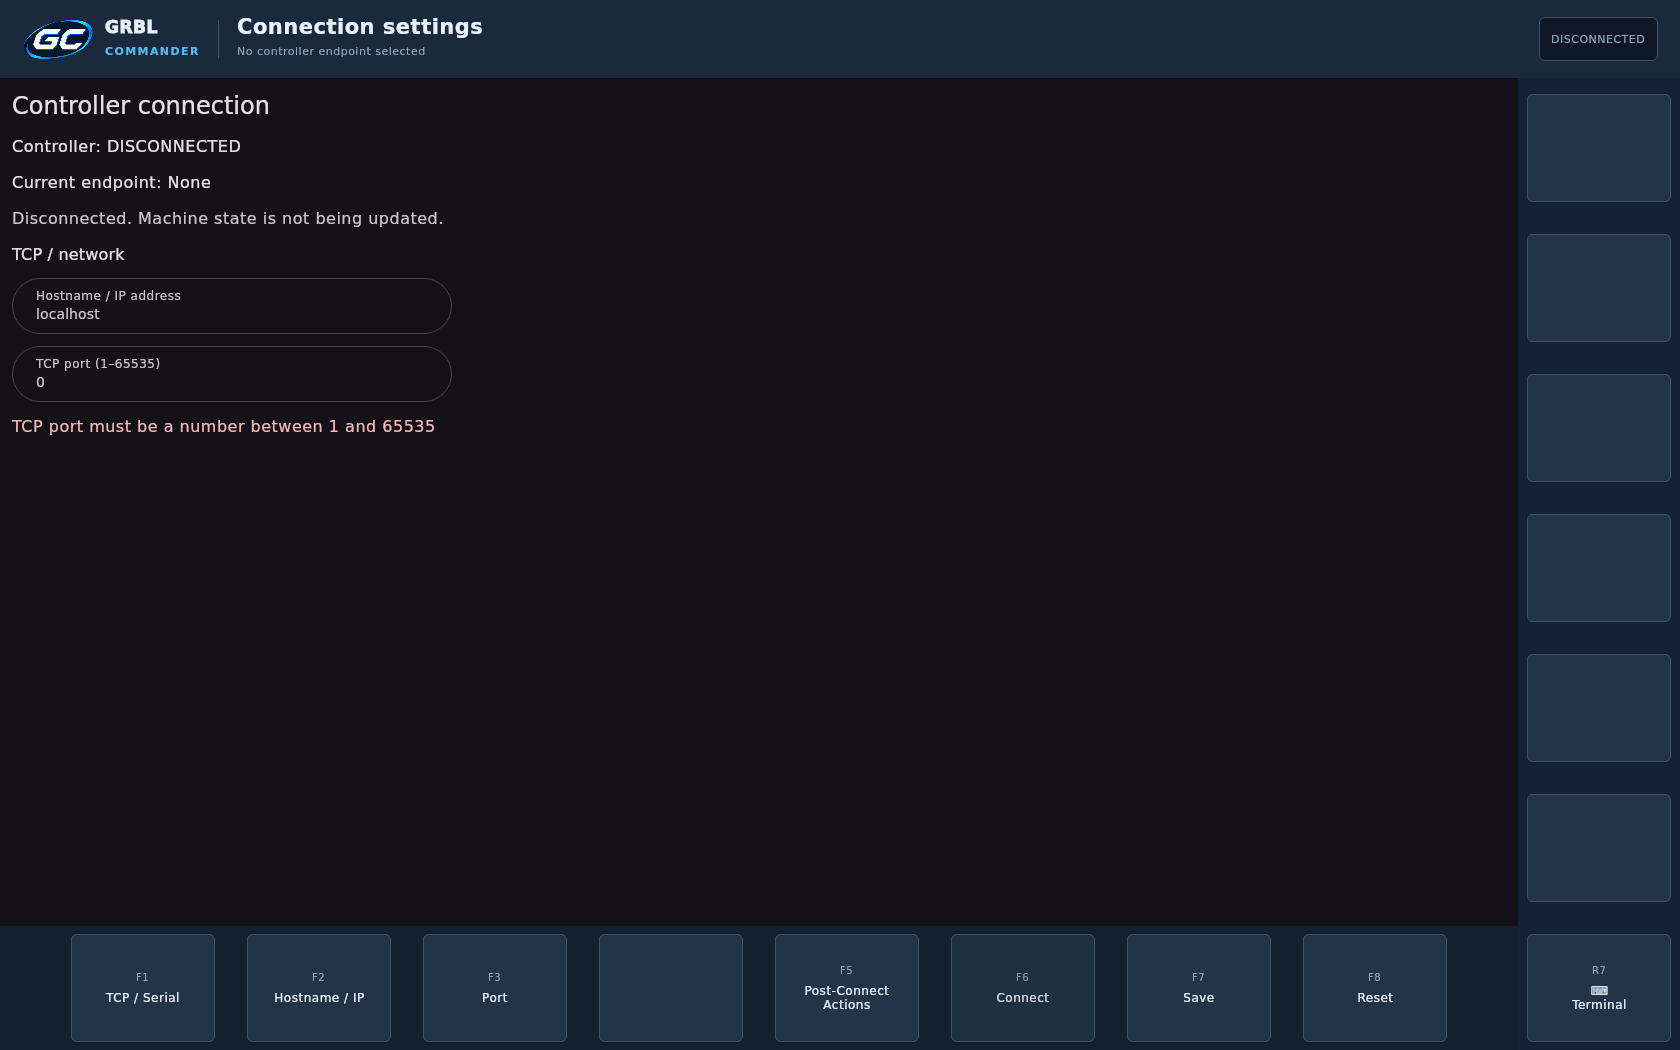 GC
GRBL
COMMANDER
Connection settings
No controller endpoint selected
DISCONNECTED
Controller connection
Controller: DISCONNECTED
Current endpoint: None
Disconnected. Machine state is not being updated.
TCP / network
Hostname / IP address
localhost
TCP port (1–65535)
0
TCP port must be a number between 1 and 65535
F1
TCP / Serial
F2
Hostname / IP
F3
Port
F5
Post-Connect
Actions
F6
Connect
F7
Save
F8
Reset
R7
⌨
Terminal